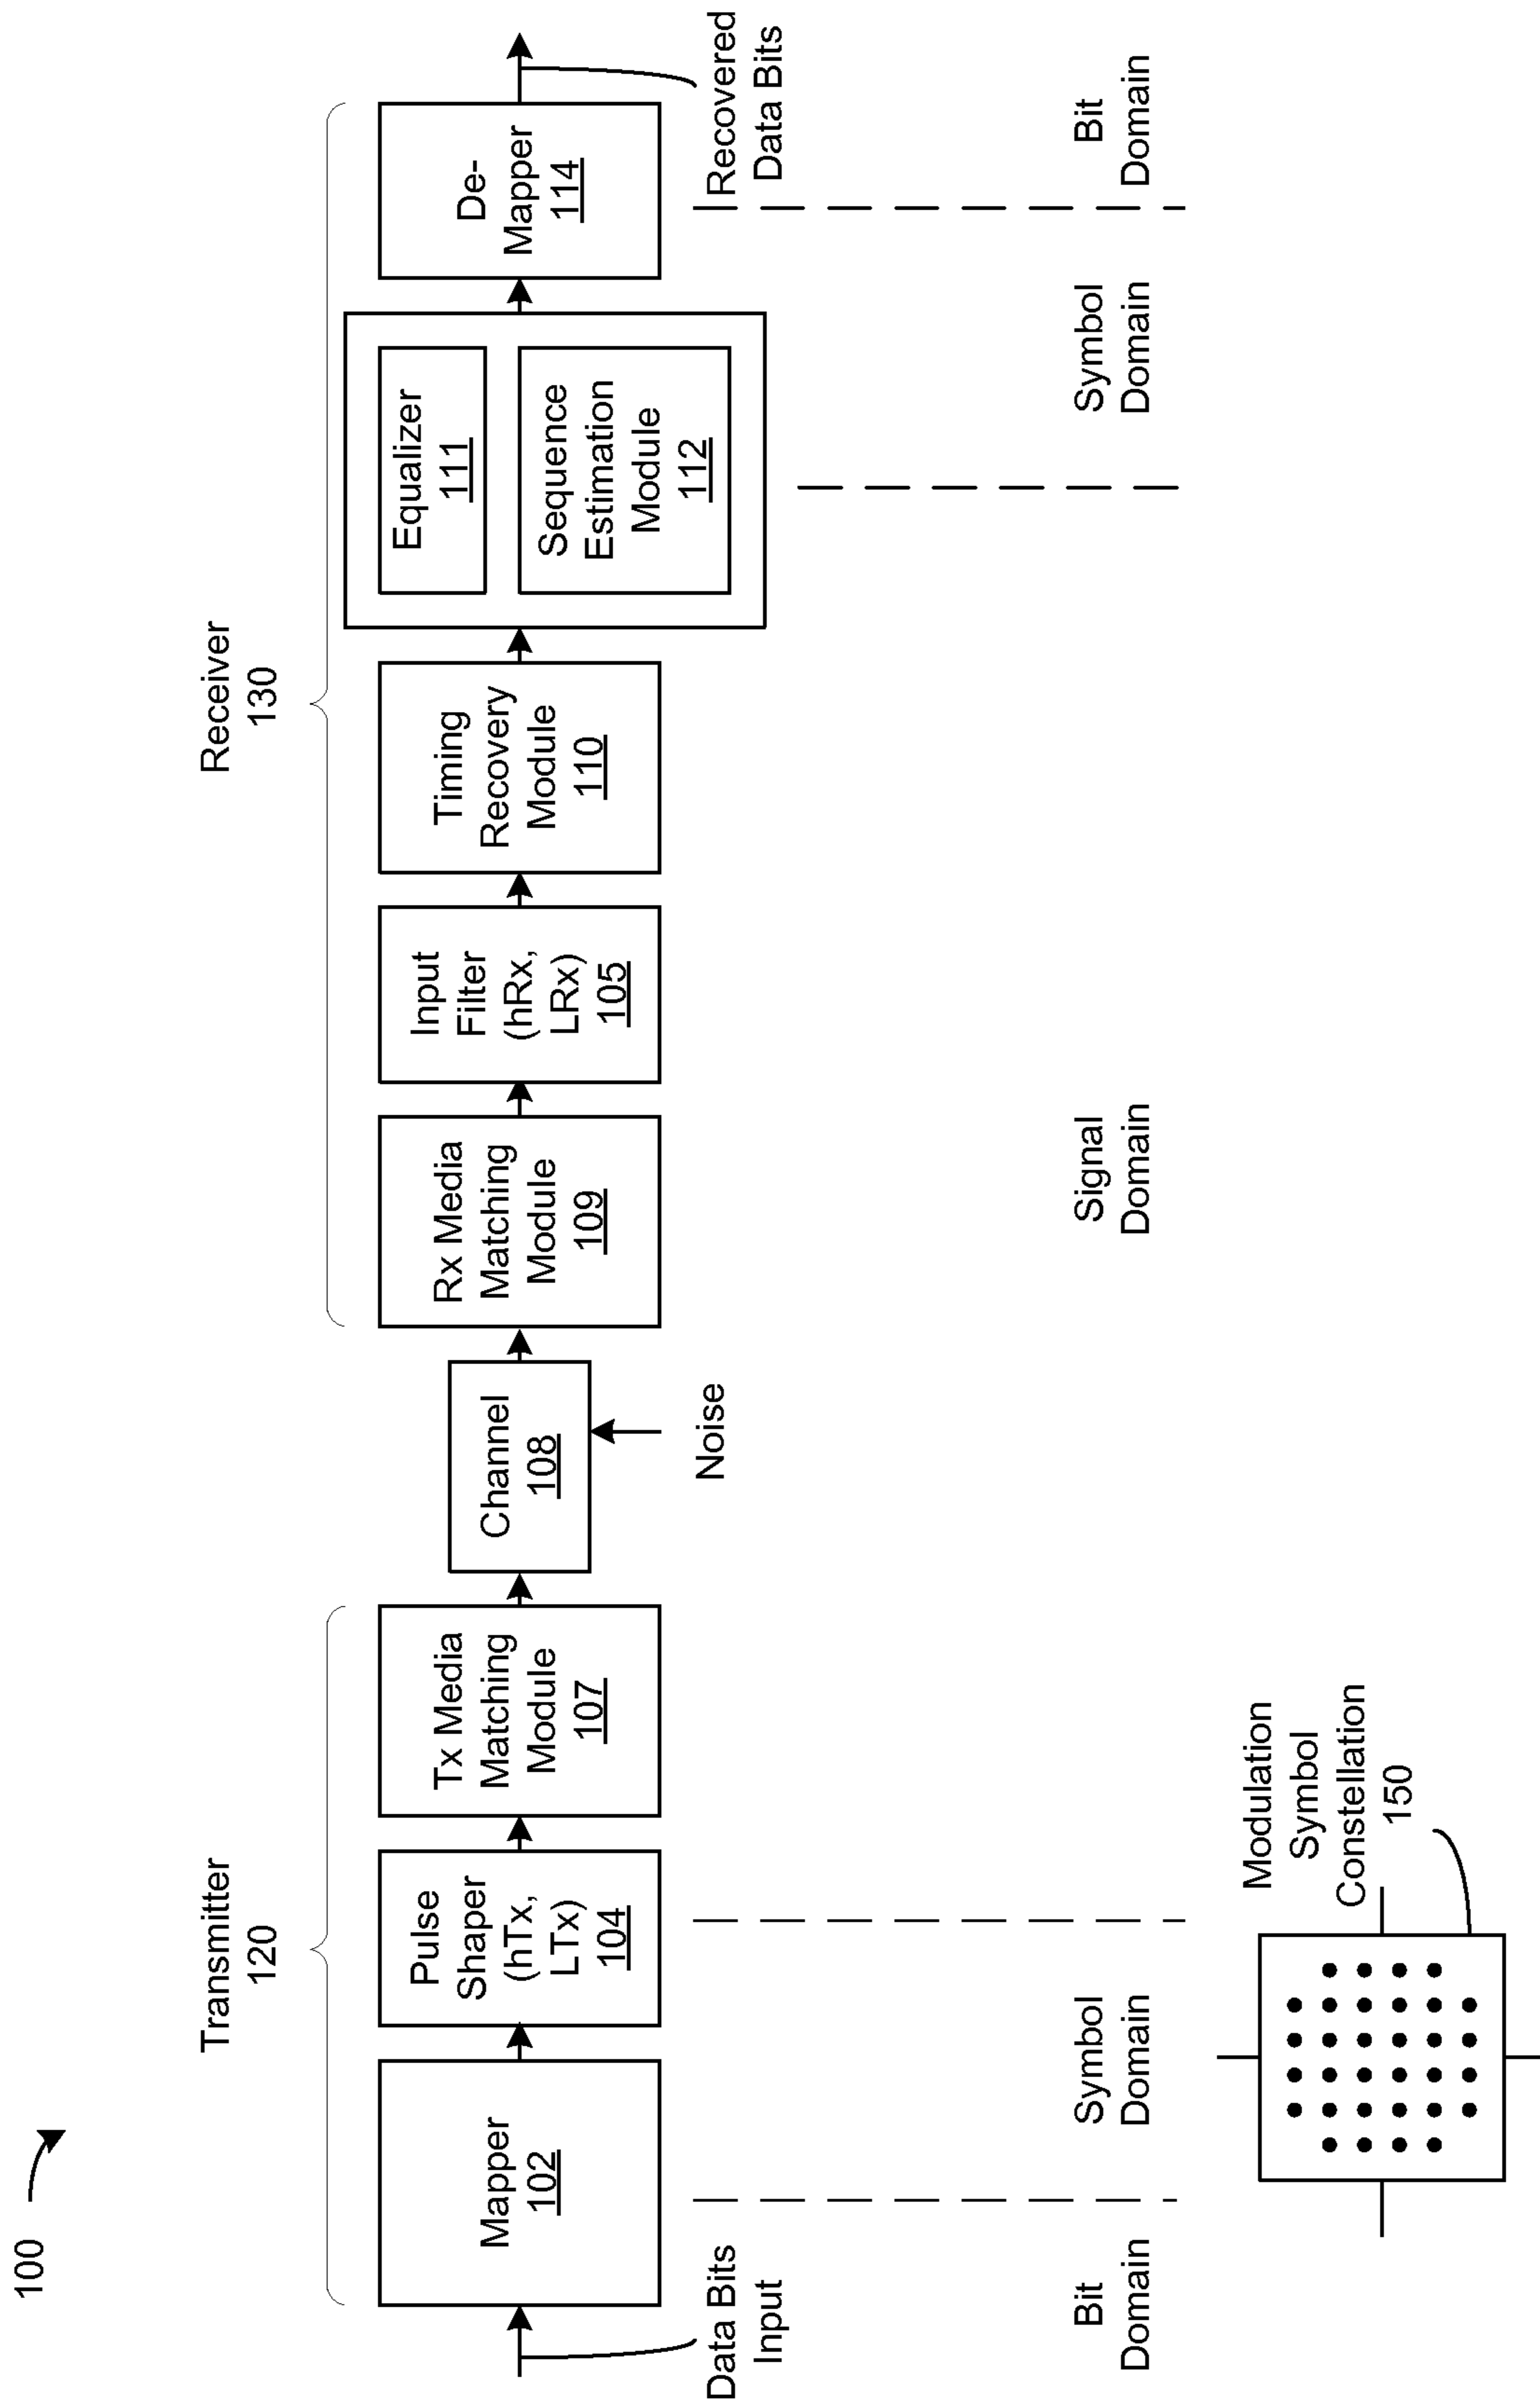 100
Transmitter
120
Receiver
130
Mapper
102
Pulse
Shaper
(hTx,
LTx)
104
Tx Media
Matching
Module
107
Channel
108
Rx Media
Matching
Module
109
Input
Filter
(hRx,
LRx)
105
Timing
Recovery
Module
110
Equalizer
111
Sequence
Estimation
Module
112
De-
Mapper
114
Data Bits
Input
Noise
Recovered
Data Bits
Bit
Domain
Symbol
Domain
Signal
Domain
Symbol
Domain
Bit
Domain
Modulation
Symbol
Constellation
150